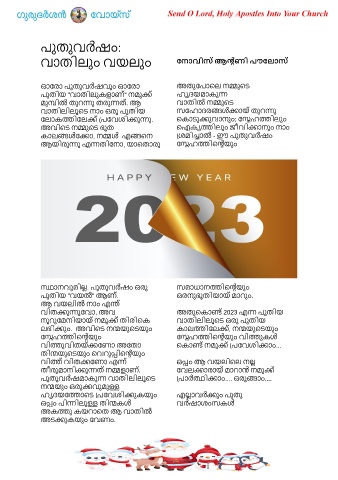 ഗുരുദർശൻ വോയ്സ്
Send O Lord, Holy Apostles Into Your Church
പുതുവർഷം:
വാതിലും വയലും
നോവിസ് ആന്റണി പൗലോസ്
ഓരോ പുതുവർഷവും ഓരോ
പുതിയ "വാതിലുകളാണ്" നമുക്ക്
മുമ്പിൽ തുറന്നു തരുന്നത്. ആ
വാതിലിലൂടെ നാം ഒരു പുതിയ
ലോകത്തിലേക്ക് പ്രവേശിക്കുന്നു.
അവിടെ നമ്മുടെ ഭൂത
കാലങ്ങൾക്കോ, നമ്മൾ എങ്ങനെ
ആയിരുന്നു എന്നതിനോ, യാതൊരു
HAPPY NEW YEAR
2023
സ്ഥാനവുമില്ല. പുതുവർഷം ഒരു
പുതിയ "വയൽ" ആണ്.
ആ വയലിൽ നാം എന്ത്
വിതക്കുന്നുവോ, അവ
നൂറുമേനിയായ് നമുക്ക് തിരികെ
ലഭിക്കും. അവിടെ നന്മയുടെയും
സ്നേഹത്തിന്റെയും
വിത്തുവിതയ്ക്കണോ അതോ
തിന്മയുടെയും വെറുപ്പിന്റെയും
വിത്ത് വിതക്കണോ എന്ന്
തീരുമാനിക്കുന്നത് നമ്മളാണ്.
പുതുവർഷമാകുന്ന വാതിലിലൂടെ
നന്മയും ഒരുക്കവുമുള്ള
ഹൃദയത്തോടെ പ്രവേശിക്കുകയും
ഒപ്പം പിന്നിലുള്ള തിന്മകൾ
അകത്തു കയറാതെ ആ വാതിൽ
അടക്കുകയും വേണം.
അതുപോലെ നമ്മുടെ
ഹൃദയമാകുന്ന
വാതിൽ നമ്മുടെ
സഹോദരങ്ങൾക്കായ് തുറന്നു
കൊടുക്കുവാനും; സ്നേഹത്തിലും
ഐക്യത്തിലും ജീവിക്കാനും നാം
ശ്രമിച്ചാൽ - ഈ പുതുവർഷം
സ്നേഹത്തിന്റെയും
സമാധാനത്തിന്റെയും
ഒരനുഭൂതിയായ് മാറും.
അതുകൊണ്ട് 2023 എന്ന പുതിയ
വാതിലിലൂടെ ഒരു പുതിയ
കാലത്തിലേക്ക്, നന്മയുടെയും
സ്നേഹത്തിന്റെയും വിത്തുകൾ
കൊണ്ട് നമുക്ക് പ്രവേശിക്കാം...
ഒപ്പം ആ വയലിലെ നല്ല
വേലക്കാരായ് മാറാൻ നമുക്ക്
പ്രാർത്ഥിക്കാം.... ഒരുങ്ങാം....
എല്ലാവർക്കും പുതു
വർഷാശംസകൾ